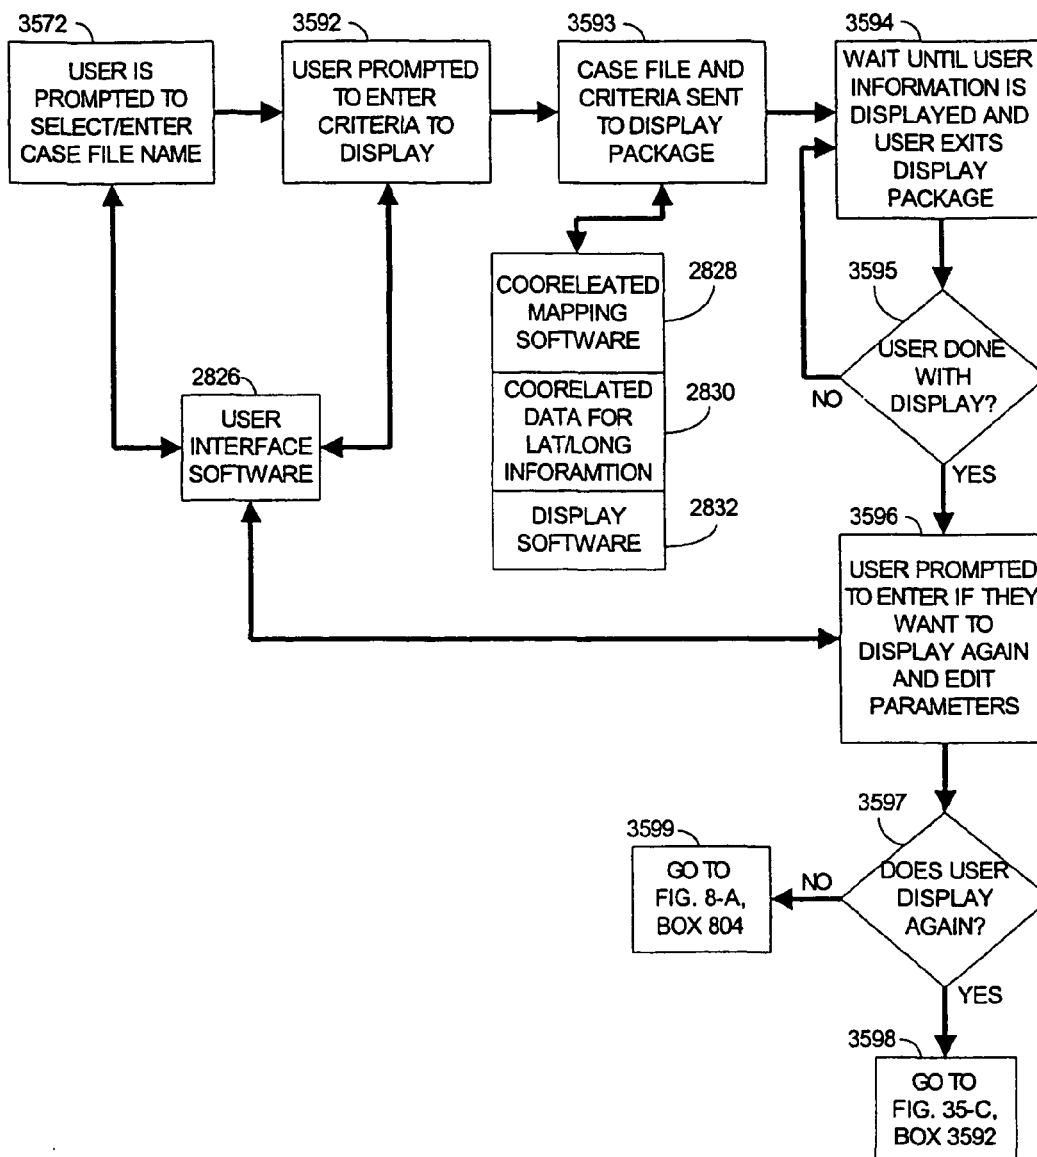 3572
USER IS
PROMPTED TO
SELECT/ENTER
CASE FILE NAME
3592
USER PROMPTED
TO ENTER
CRITERIA TO
DISPLAY
3593
CASE FILE AND
CRITERIA SENT
TO DISPLAY
PACKAGE
3594
WAIT UNTIL USER
INFORMATION IS
DISPLAYED AND
USER EXITS
DISPLAY
PACKAGE
COORELEATED
MAPPING
SOFTWARE
2828
COORELATED
DATA FOR
LAT/LONG
INFORAMTION
2830
DISPLAY
SOFTWARE
2832
3595
USER DONE
WITH
DISPLAY?
NO
YES
2826
USER
INTERFACE
SOFTWARE
3596
USER PROMPTED
TO ENTER IF THEY
WANT TO
DISPLAY AGAIN
AND EDIT
PARAMETERS
3597
DOES USER
DISPLAY
AGAIN?
NO
YES
3599
GO TO
FIG. 8-A,
BOX 804
3598
GO TO
FIG. 35-C,
BOX 3592